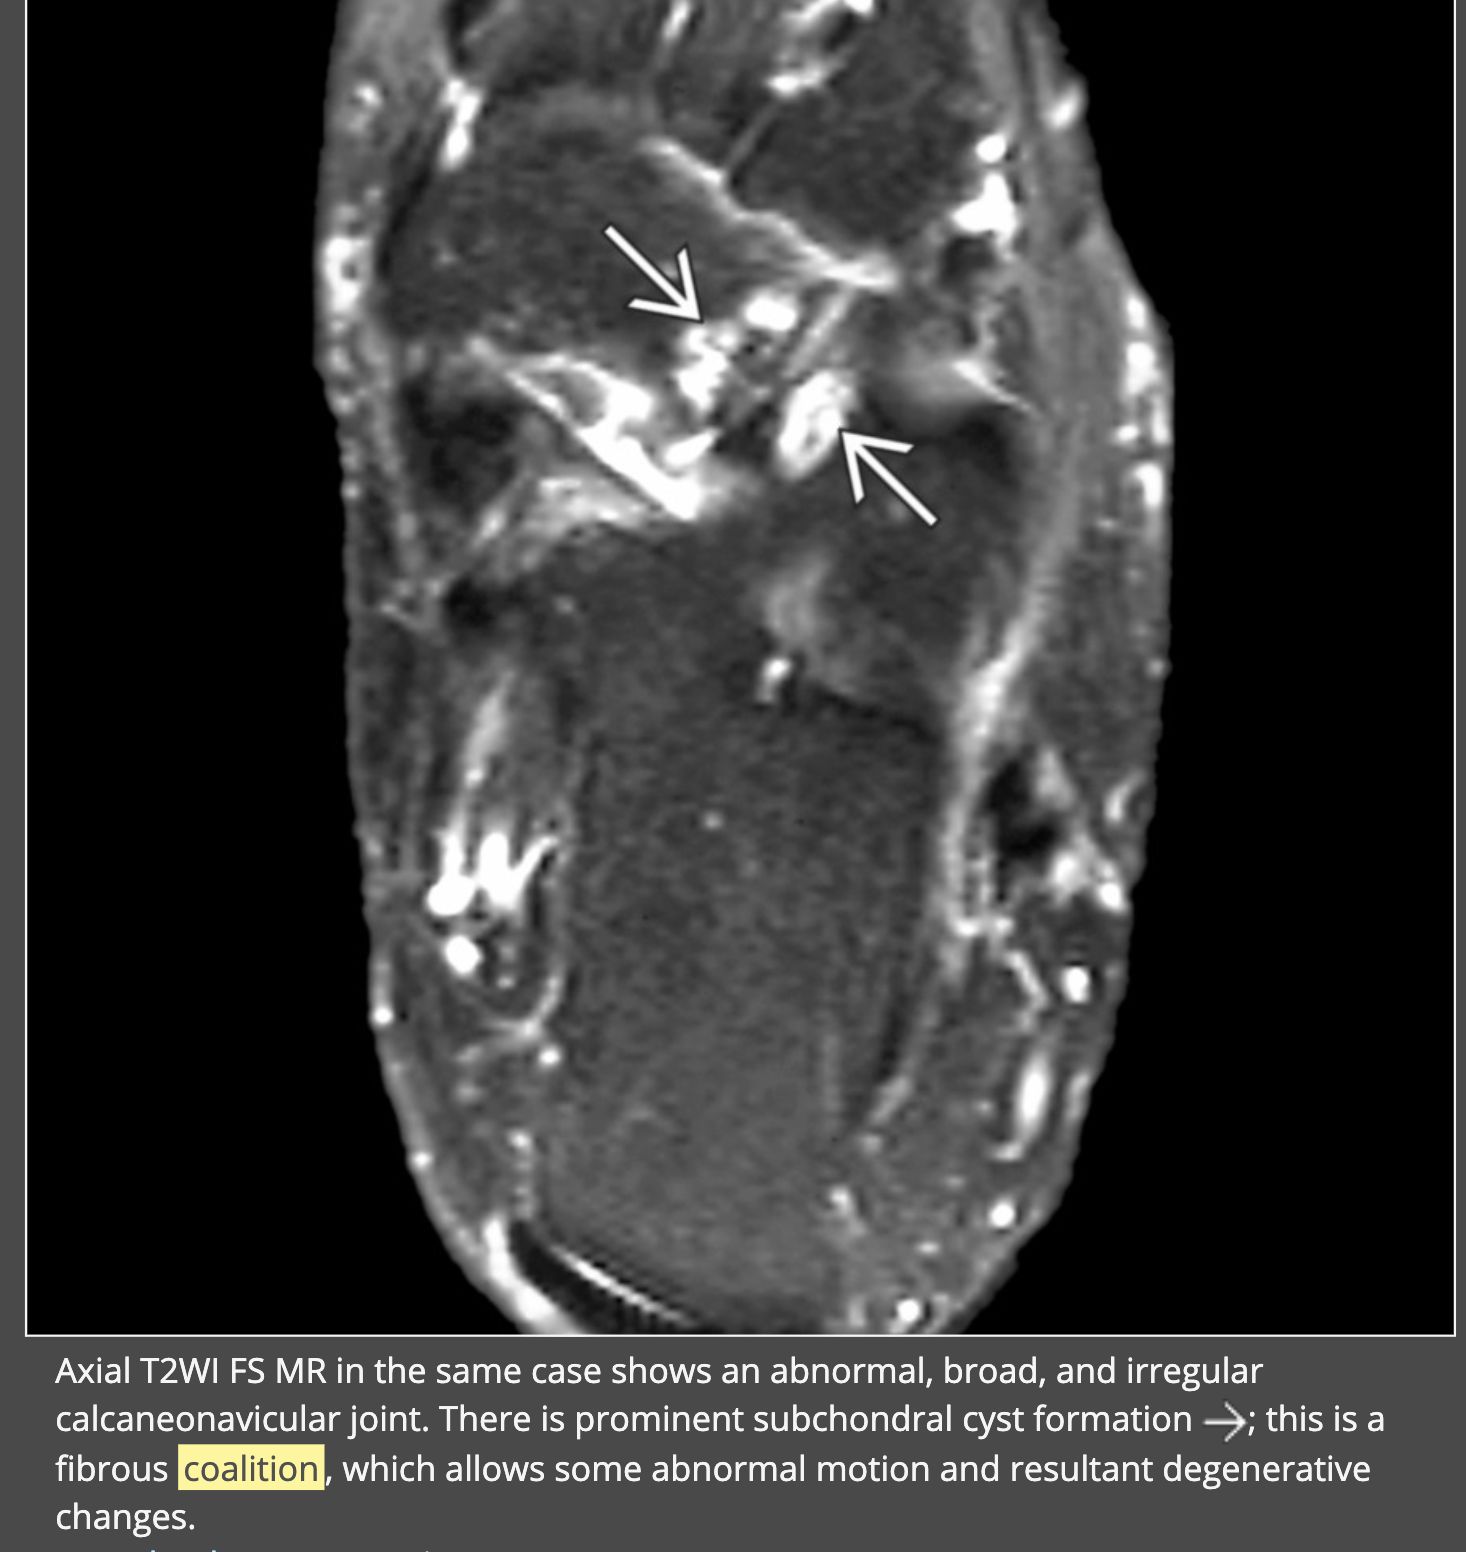 Axial T2WI FS MR in the same case shows an abnormal, broad, and irregular
calcaneonavicular joint. There is prominent subchondral cyst formation →; this is a
fibrous coalition, which allows some abnormal motion and resultant degenerative
changes.